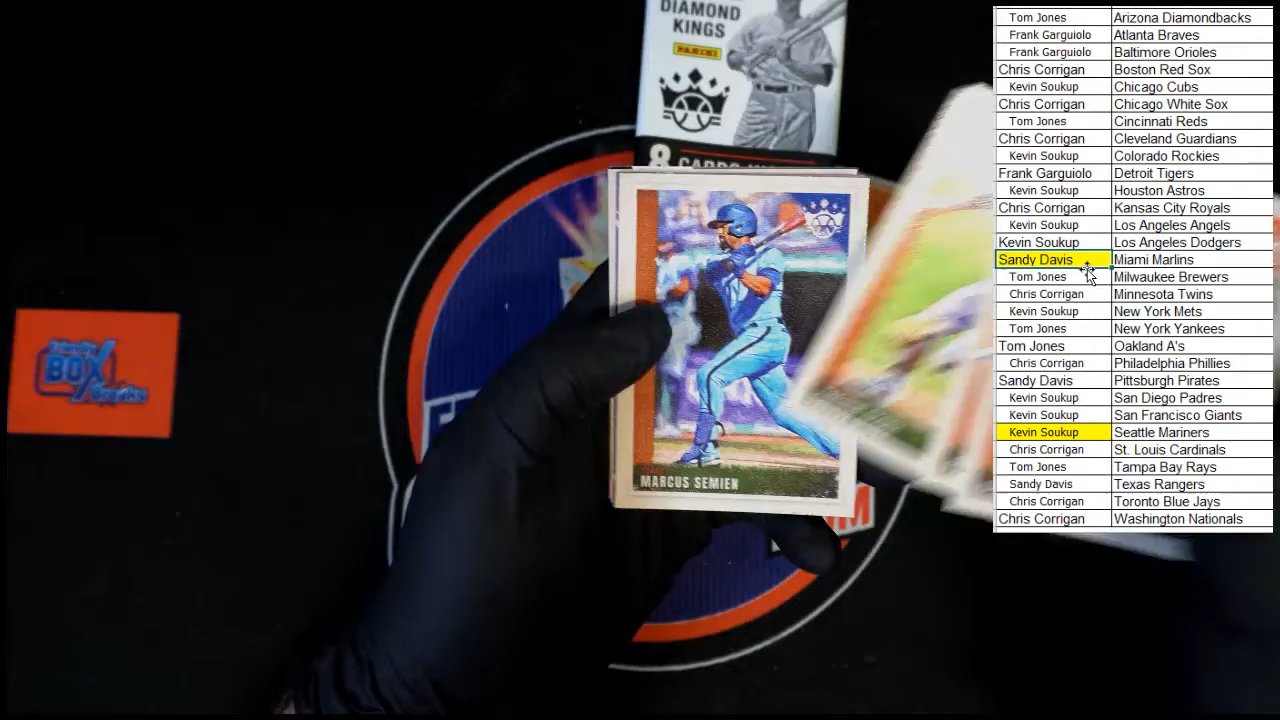 DIAMOND
KINGS
PANINI
8 CARDS
MARCUS SEMIEN
BOX
Tom Jones Arizona Diamondbacks
Frank Garguiolo Atlanta Braves
Frank Garguiolo Baltimore Orioles
Chris Corrigan Boston Red Sox
Kevin Soukup Chicago Cubs
Chris Corrigan Chicago White Sox
Tom Jones Cincinnati Reds
Chris Corrigan Cleveland Guardians
Kevin Soukup Colorado Rockies
Frank Garguiolo Detroit Tigers
Kevin Soukup Houston Astros
Chris Corrigan Kansas City Royals
Kevin Soukup Los Angeles Angels
Kevin Soukup Los Angeles Dodgers
Sandy Davis Miami Marlins
Tom Jones Milwaukee Brewers
Chris Corrigan Minnesota Twins
Kevin Soukup New York Mets
Tom Jones New York Yankees
Tom Jones Oakland A's
Chris Corrigan Philadelphia Phillies
Sandy Davis Pittsburgh Pirates
Kevin Soukup San Diego Padres
Kevin Soukup San Francisco Giants
Kevin Soukup Seattle Mariners
Chris Corrigan St. Louis Cardinals
Tom Jones Tampa Bay Rays
Sandy Davis Texas Rangers
Chris Corrigan Toronto Blue Jays
Chris Corrigan Washington Nationals